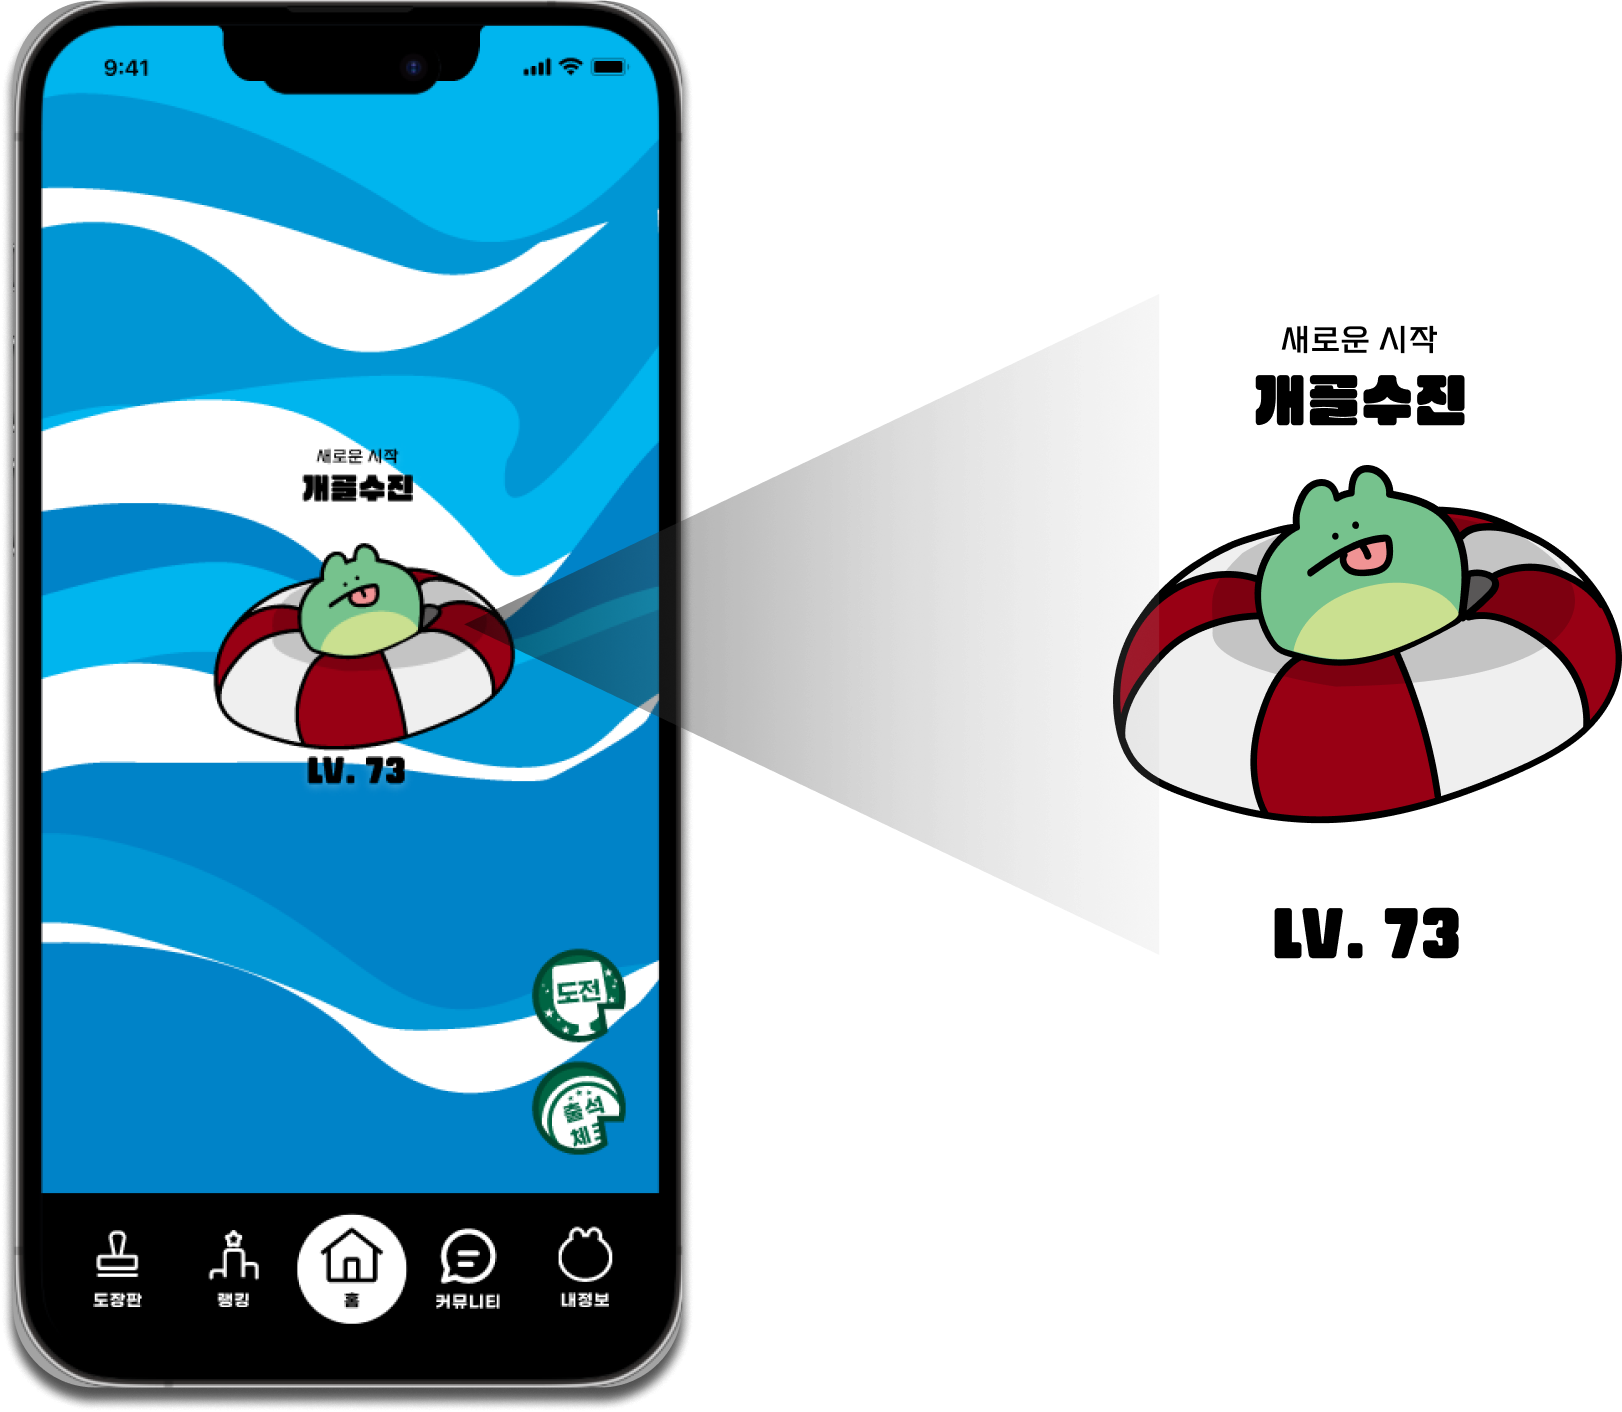 9:41
새로운 시작
개골수진
LV. 73
도전
출석
체크
도장판
랭킹
홈
커뮤니티
내정보
새로운 시작
개골수진
LV. 73